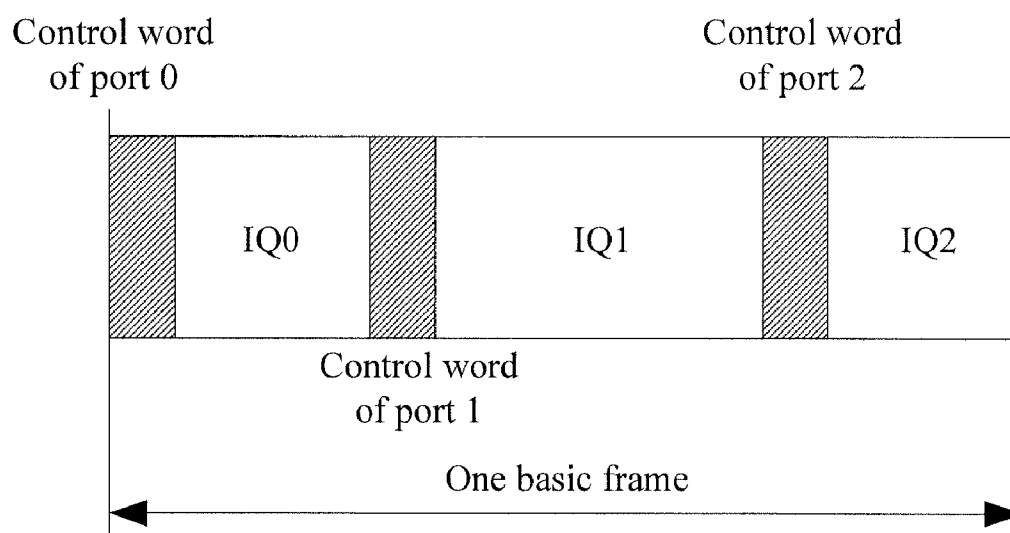 Control word
of port 0
Control word
of port 2
IQ0
IQ1
IQ2
Control word
of port 1
One basic frame